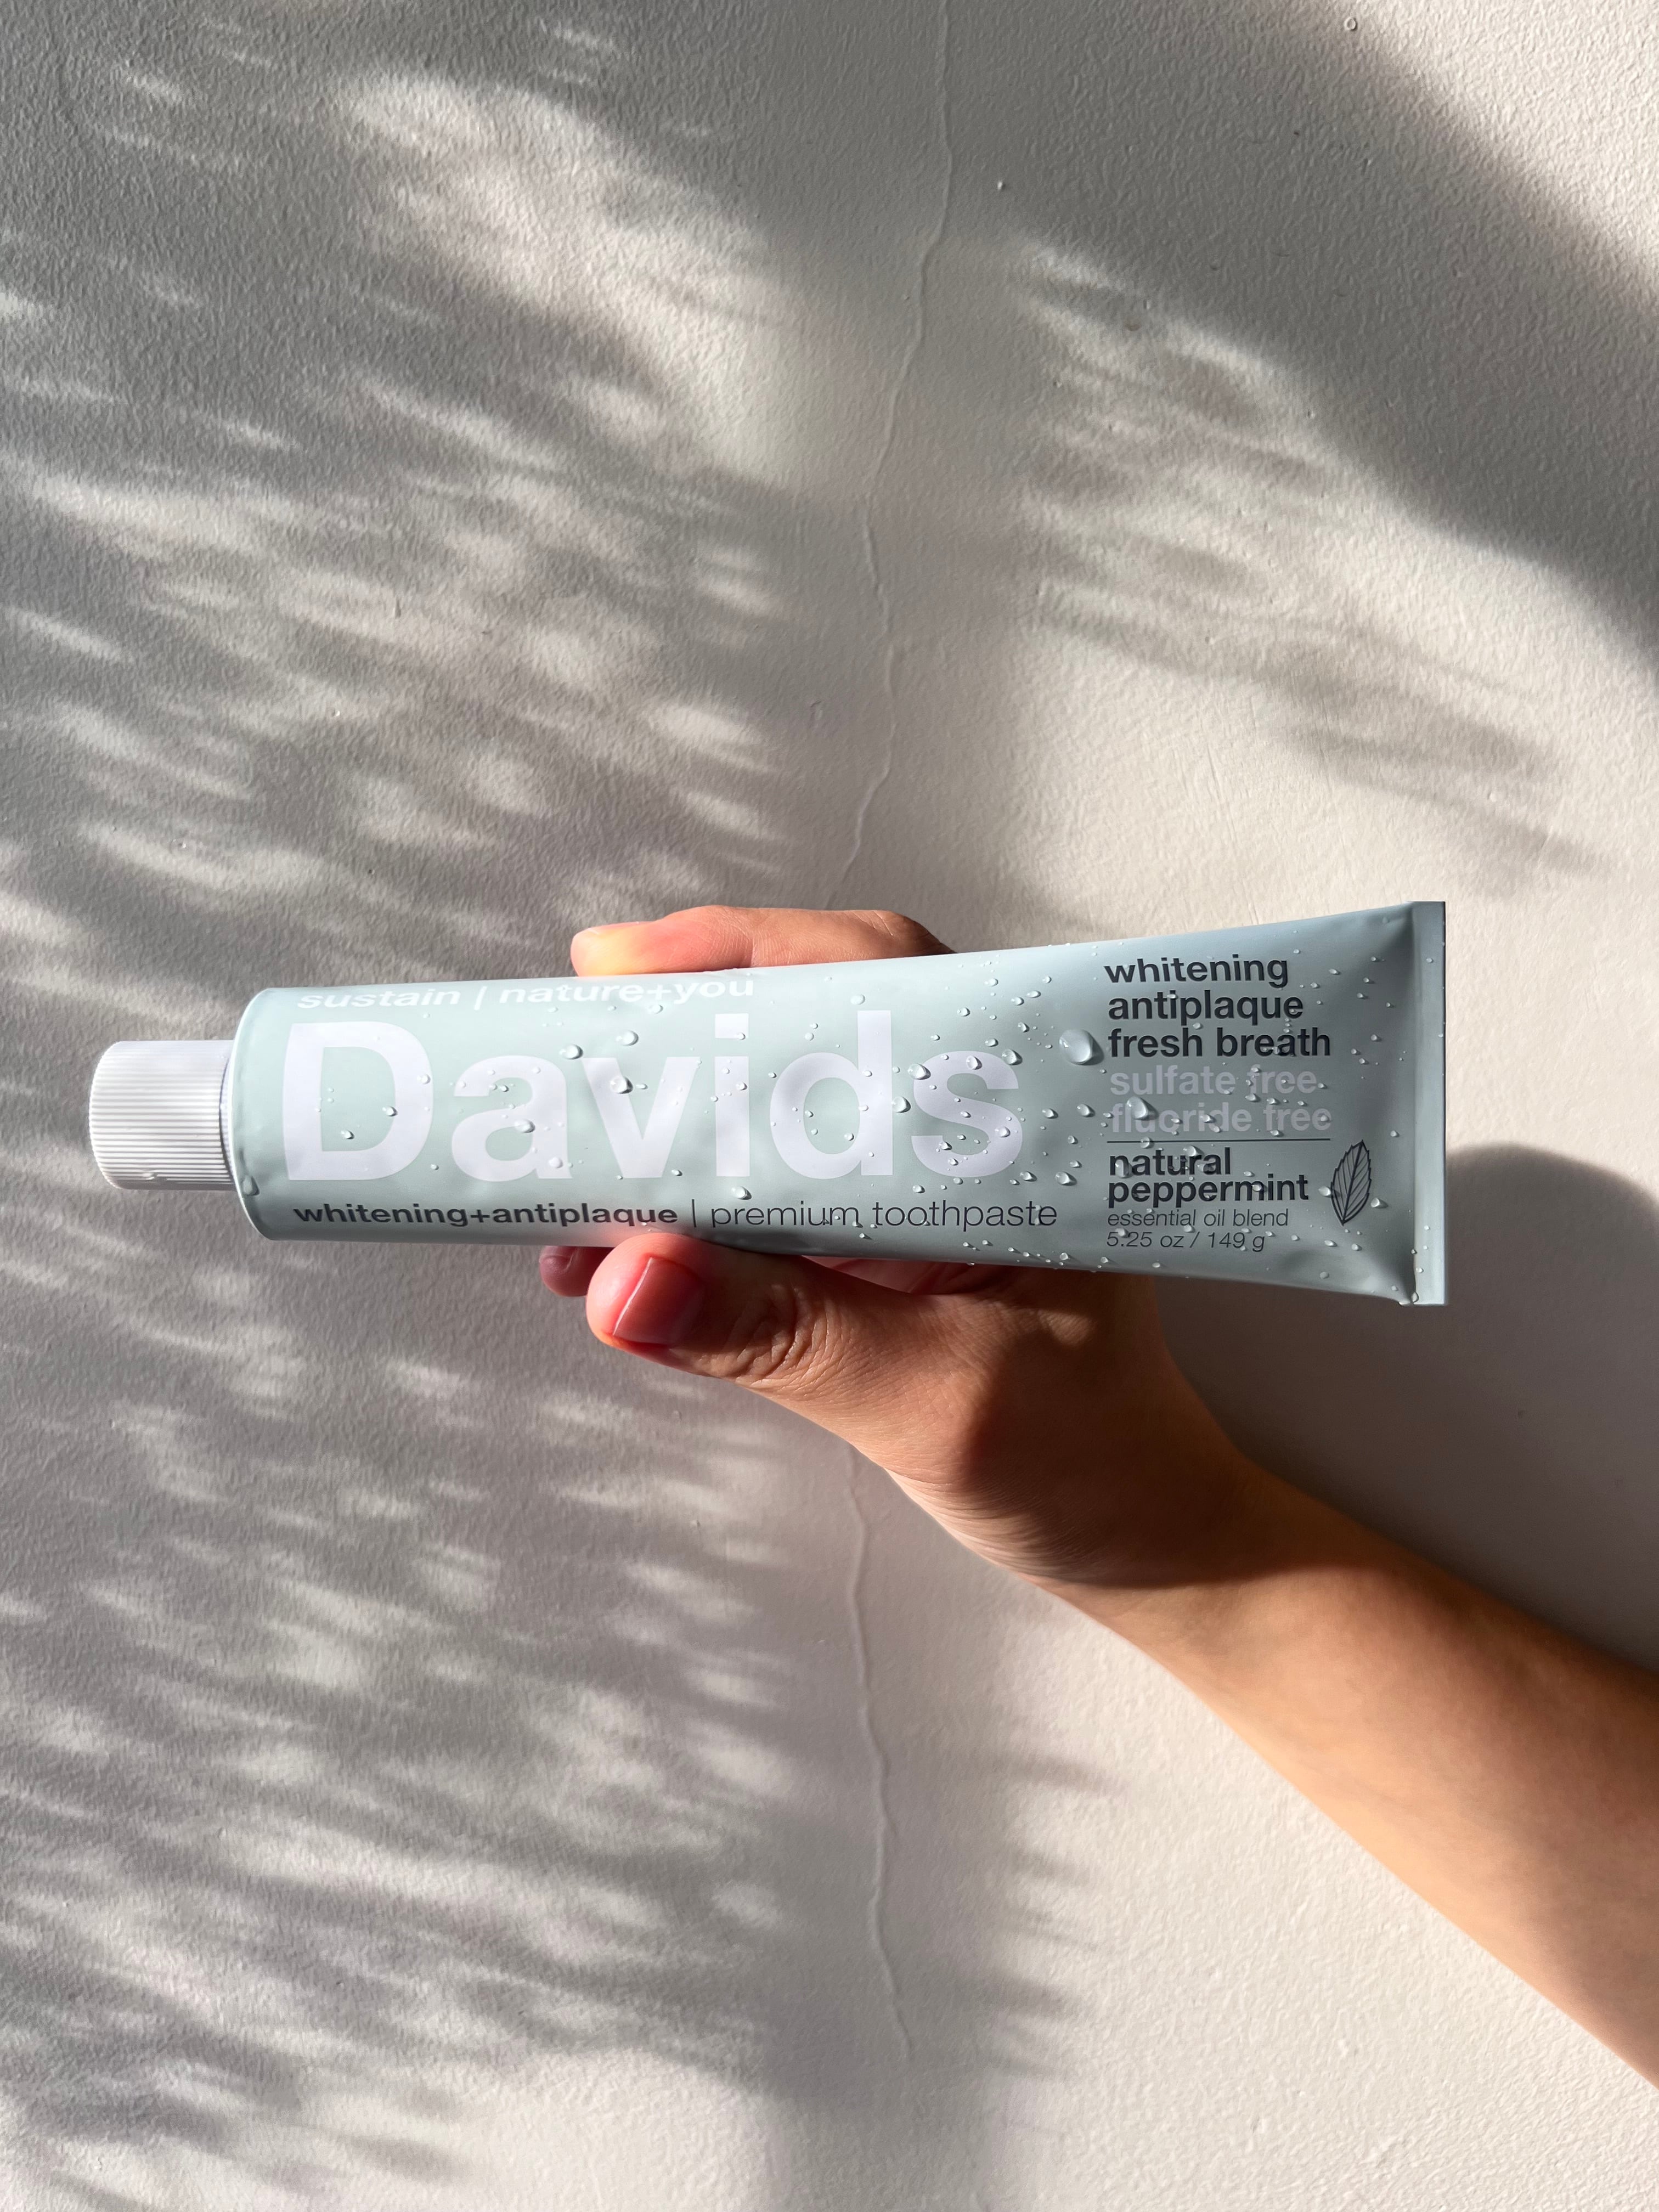 sustain | nature+you
Davids
whitening+antiplaque | premium toothpaste
whitening
antiplaque
fresh breath
sulfate free
fluoride free
natural
peppermint
essential oil blend
5.25 oz / 149 g